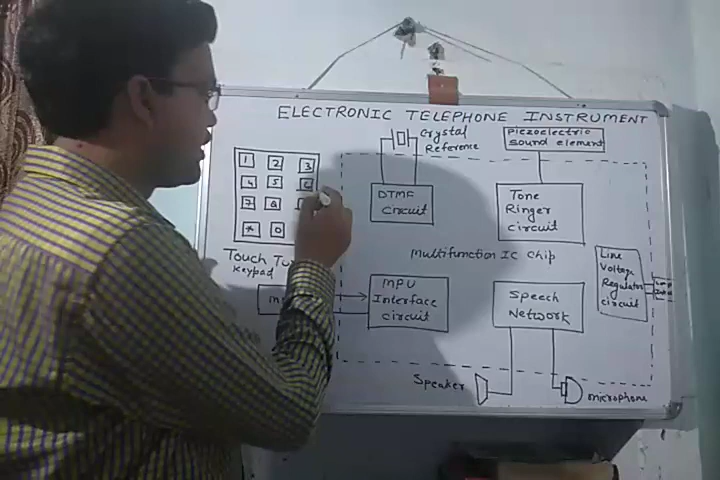 ELECTRONIC TELEPHONE INSTRUMENT
1 2 3
4 5 6
7 8
* 0
Touch
keypad
Crystal
Reference
Piezoelectric
sound element
DTMF
circuit
Tone
Ringer
circuit
Multifunction IC chip
Line
Voltage
Regulator
circuit
MPU
Interface
circuit
Speech
Network
Speaker
microphone